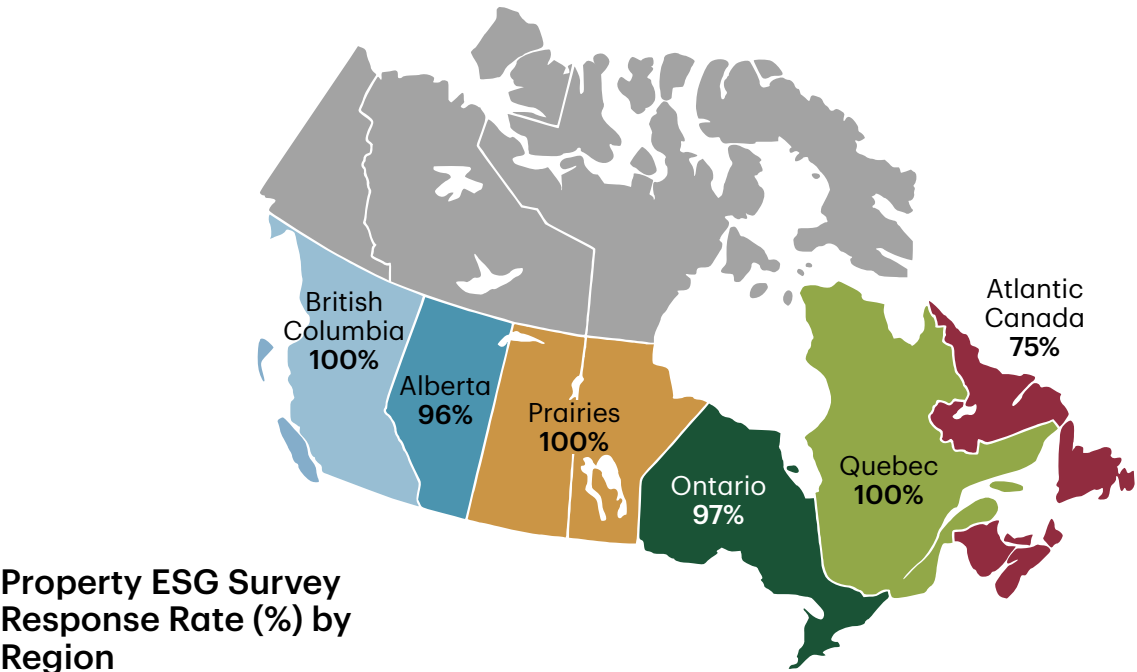 British
Columbia
100%
Alberta
96%
Prairies
100%
Ontario
97%
Quebec
100%
Atlantic
Canada
75%
Property ESG Survey
Response Rate (%) by
Region